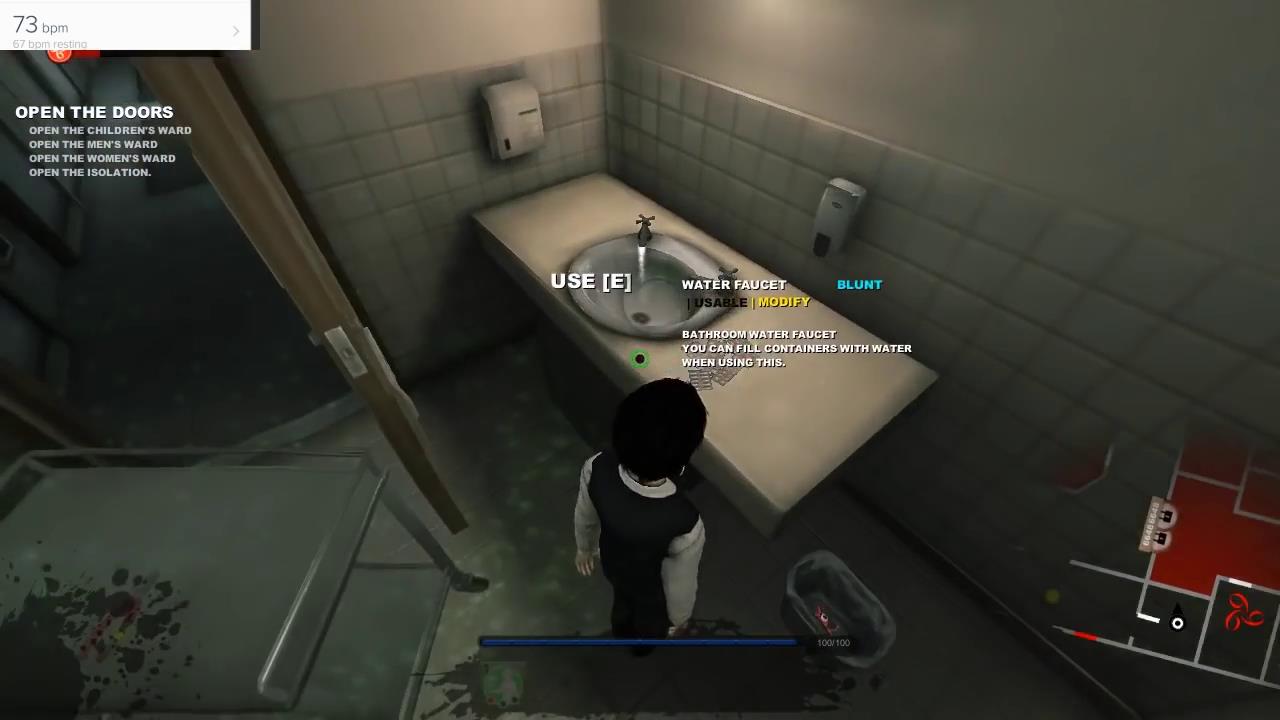 73 bpm
67 bpm resting
OPEN THE DOORS
OPEN THE CHILDREN'S WARD
OPEN THE MEN'S WARD
OPEN THE WOMEN'S WARD
OPEN THE ISOLATION.
USE [E]
WATER FAUCET BLUNT
| USABLE | MODIFY
BATHROOM WATER FAUCET
YOU CAN FILL CONTAINERS WITH WATER
WHEN USING THIS.
100/100